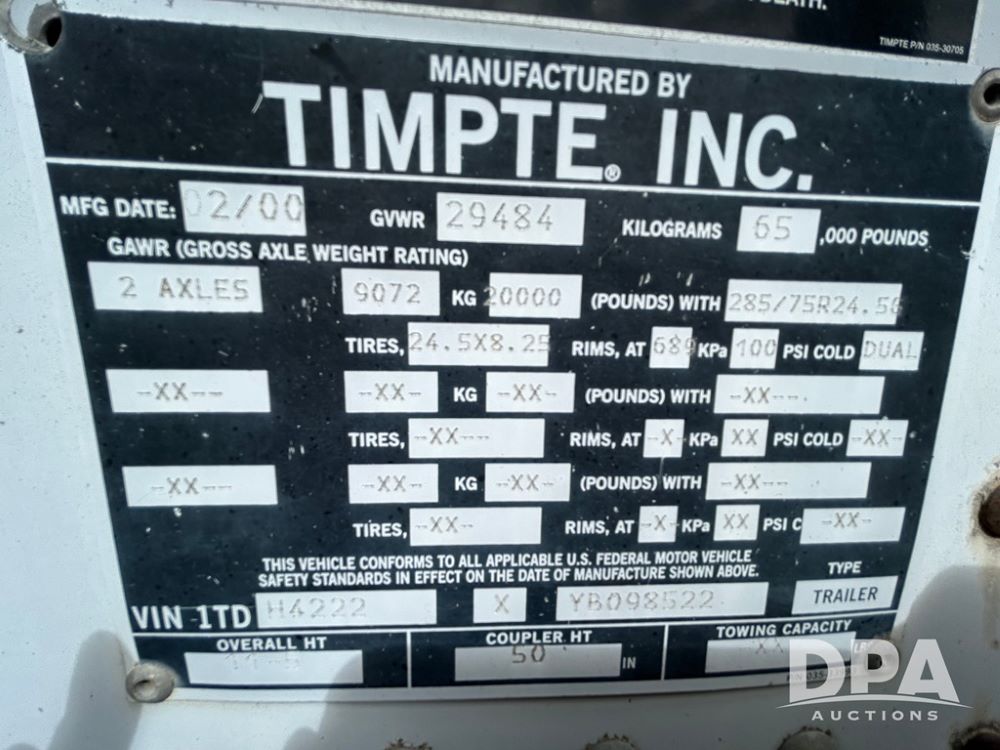 DEATH.
TIMPTE P/N 035-30705
MANUFACTURED BY
TIMPTE® INC.
MFG DATE: 02/00 GVWR 29484 KILOGRAMS 65 ,000 POUNDS
GAWR (GROSS AXLE WEIGHT RATING)
2 AXLES 9072 KG 20000 (POUNDS) WITH 285/75R24.5G
TIRES, 24.5X8.25 RIMS, AT 689 KPa 100 PSI COLD DUAL
-XX-- -XX- KG -XX- (POUNDS) WITH -XX---
TIRES, -XX--- RIMS, AT -X- KPa XX PSI COLD -XX-
-XX--- -XX- KG -XX- (POUNDS) WITH -XX---
TIRES, -XX-- RIMS, AT -X- KPa XX PSI C -XX-
THIS VEHICLE CONFORMS TO ALL APPLICABLE U.S. FEDERAL MOTOR VEHICLE
SAFETY STANDARDS IN EFFECT ON THE DATE OF MANUFACTURE SHOWN ABOVE.
TYPE
VIN 1TD H4222 X YB098522 TRAILER
OVERALL HT COUPLER HT TOWING CAPACITY
50 IN XX
DPA
AUCTIONS